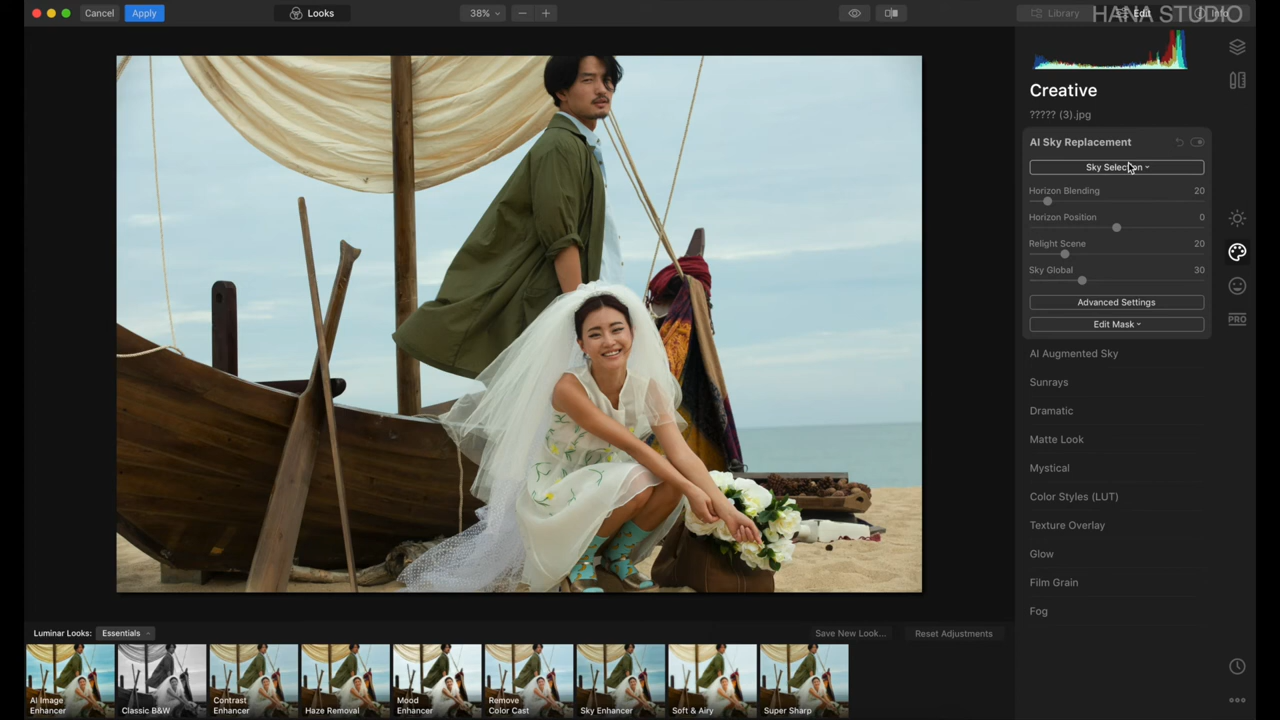 Cancel
Apply
Looks
38%
Library
Edit
Info
HANA STUDIO
Creative
????? (3).jpg
AI Sky Replacement
Sky Selection
Horizon Blending 20
Horizon Position 0
Relight Scene 20
Sky Global 30
Advanced Settings
Edit Mask
AI Augmented Sky
Sunrays
Dramatic
Matte Look
Mystical
Color Styles (LUT)
Texture Overlay
Glow
Film Grain
Fog
PRO
Luminar Looks: Essentials
Save New Look...
Reset Adjustments
AI Image
Enhancer
Classic B&W
Contrast
Enhancer
Haze Removal
Mood
Enhancer
Remove
Color Cast
Sky Enhancer
Soft & Airy
Super Sharp